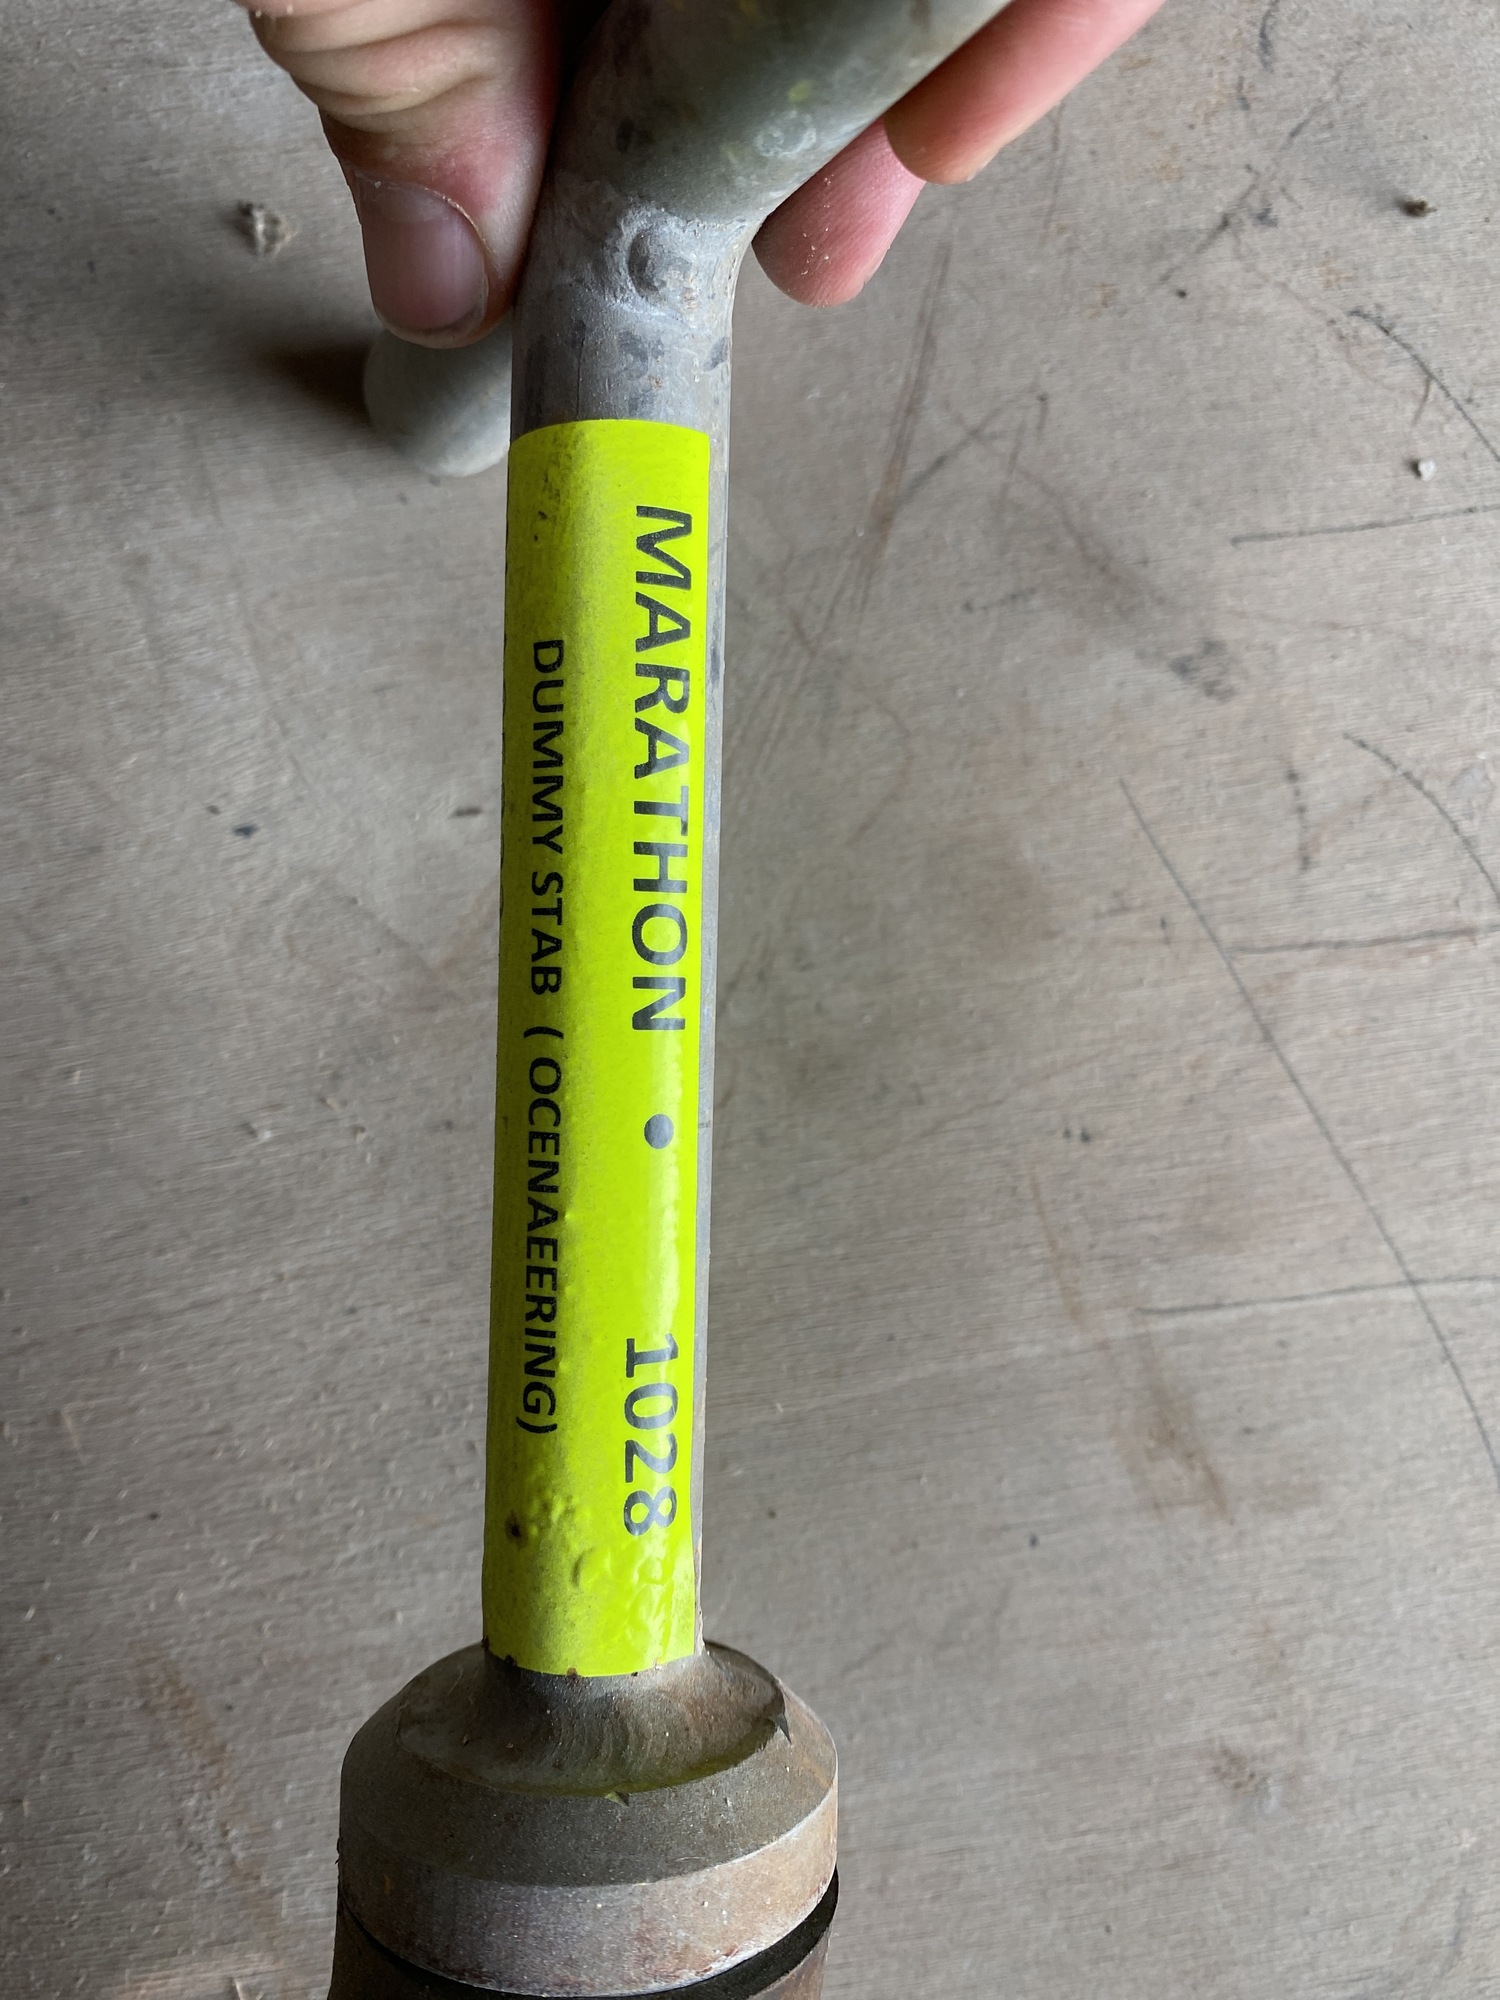 MARATHON • 1028
DUMMY STAB ( OCENAEERING)